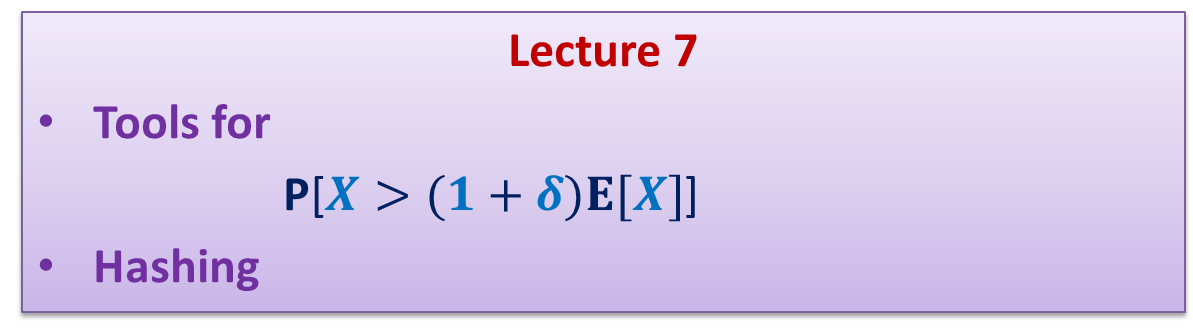 Lecture 7
• Tools for
P[X > (1 + δ)E[X]]
• Hashing